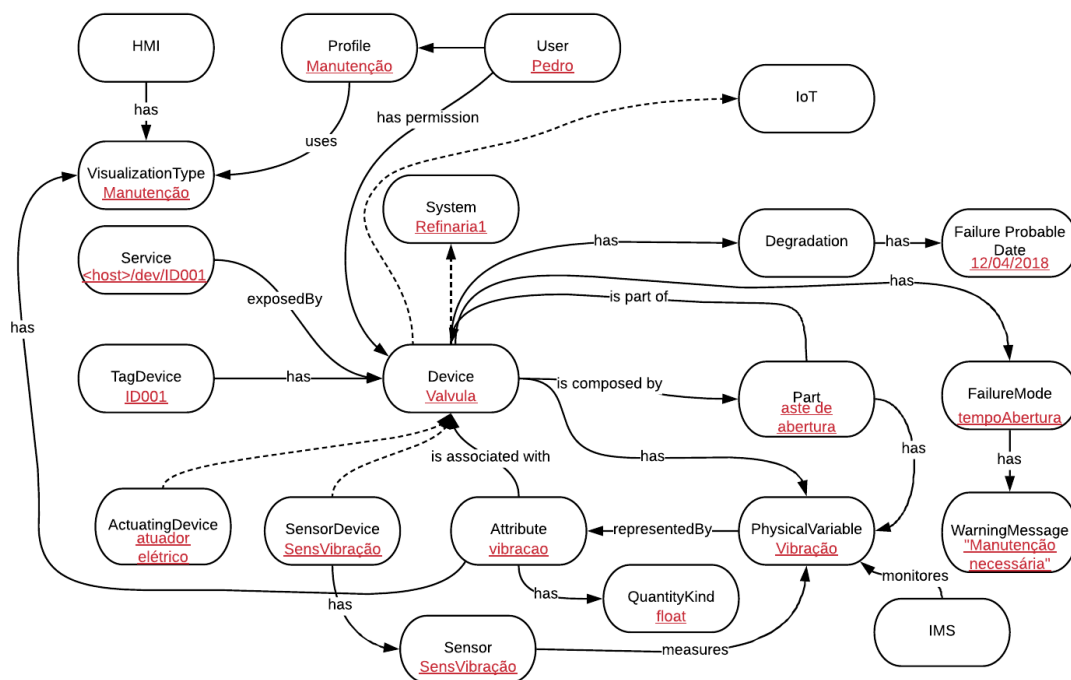 HMI
Profile
Manutenção
User
Pedro
IoT
has
has permission
uses
VisualizationType
Manutenção
System
Refinaria1
Service
<host>/dev/ID001
has
Degradation
has
Failure Probable
Date
12/04/2018
has
is part of
exposedBy
has
TagDevice
ID001
has
Device
Valvula
is composed by
Part
aste de
abertura
FailureMode
tempoAbertura
has
is associated with
has
has
ActuatingDevice
atuador
elétrico
SensorDevice
SensVibração
Attribute
vibracao
representedBy
PhysicalVariable
Vibração
WarningMessage
"Manutenção
necessária"
monitores
has
has
QuantityKind
float
IMS
Sensor
SensVibração
measures